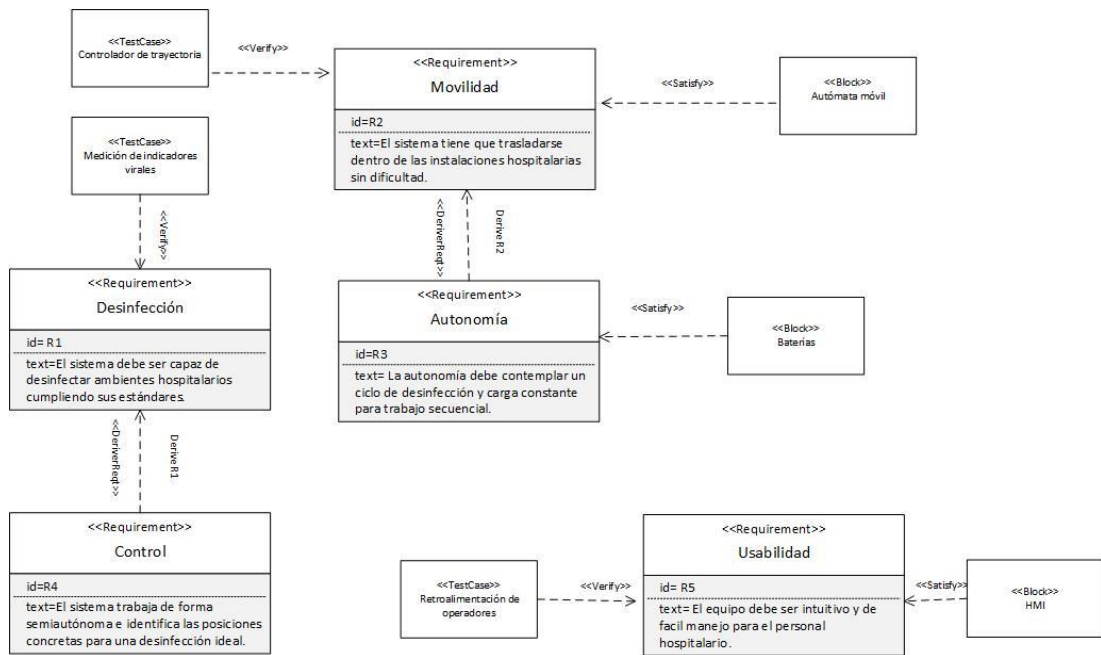 <<TestCase>>
Controlador de trayectoria
<<Verify>>
<<Requirement>>
Movilidad
id=R2
text=El sistema tiene que trasladarse
dentro de las instalaciones hospitalarias
sin dificultad.
<<Satisfy>>
<<Block>>
Autómata móvil
<<TestCase>>
Medición de indicadores
virales
<<Verify>>
<<DeriverReqt>>
Derive R2
<<Requirement>>
Desinfección
id= R1
text=El sistema debe ser capaz de
desinfectar ambientes hospitalarios
cumpliendo sus estándares.
<<Requirement>>
Autonomía
id=R3
text= La autonomía debe contemplar un
ciclo de desinfección y carga constante
para trabajo secuencial.
<<Satisfy>>
<<Block>>
Baterias
<<DeriverReqt>>
Derive R1
<<Requirement>>
Control
id=R4
text=El sistema trabaja de forma
semiautónoma e identifica las posiciones
concretas para una desinfección ideal.
<<TestCase>>
Retroalimentación de
operadores
<<Verify>>
<<Requirement>>
Usabilidad
id= R5
text= El equipo debe ser intuitivo y de
facil manejo para el personal
hospitalario.
<<Satisfy>>
<<Block>>
HMI